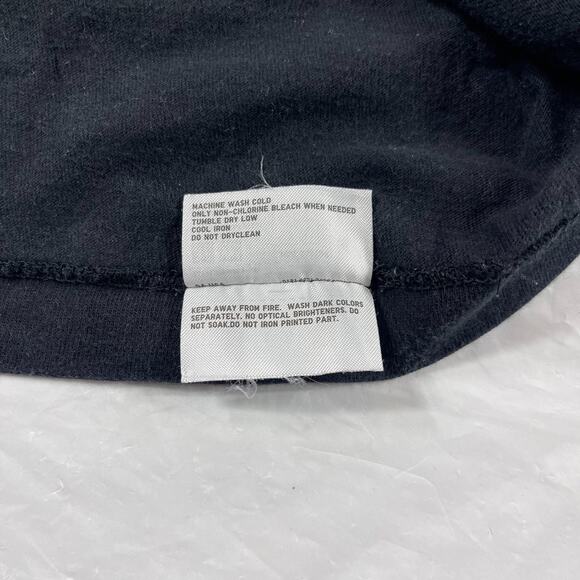 MACHINE WASH COLD
ONLY NON-CHLORINE BLEACH WHEN NEEDED
TUMBLE DRY LOW
COOL IRON
DO NOT DRYCLEAN
KEEP AWAY FROM FIRE. WASH DARK COLORS
SEPARATELY. NO OPTICAL BRIGHTENERS. DO
NOT SOAK.DO NOT IRON PRINTED PART.